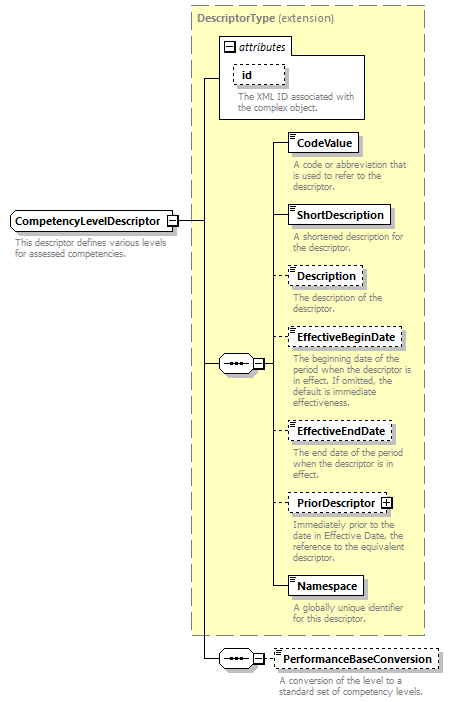 DescriptorType (extension)
attributes
id
The XML ID associated with
the complex object.
CodeValue
A code or abbreviation that
is used to refer to the
descriptor.
CompetencyLevelDescriptor
This descriptor defines various levels
for assessed competencies.
ShortDescription
A shortened description for
the descriptor.
Description
The description of the
descriptor.
EffectiveBeginDate
The beginning date of the
period when the descriptor is
in effect. If omitted, the
default is immediate
effectiveness.
EffectiveEndDate
The end date of the period
when the descriptor is in
effect.
PriorDescriptor
Immediately prior to the
date in Effective Date, the
reference to the equivalent
descriptor.
Namespace
A globally unique identifier
for this descriptor.
PerformanceBaseConversion
A conversion of the level to a
standard set of competency levels.